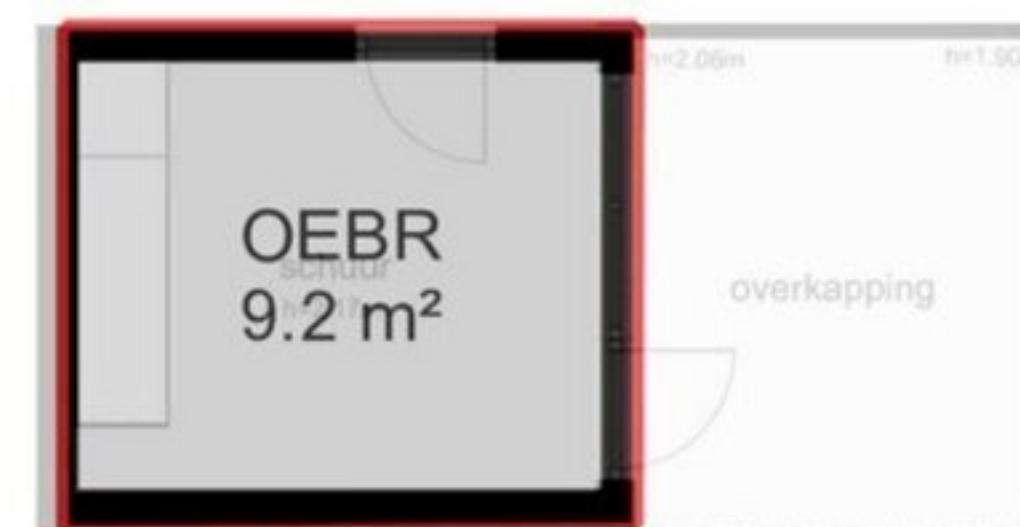 h=2.06m
h=1.90
OEBR
schuur
9.2 m²
overkapping